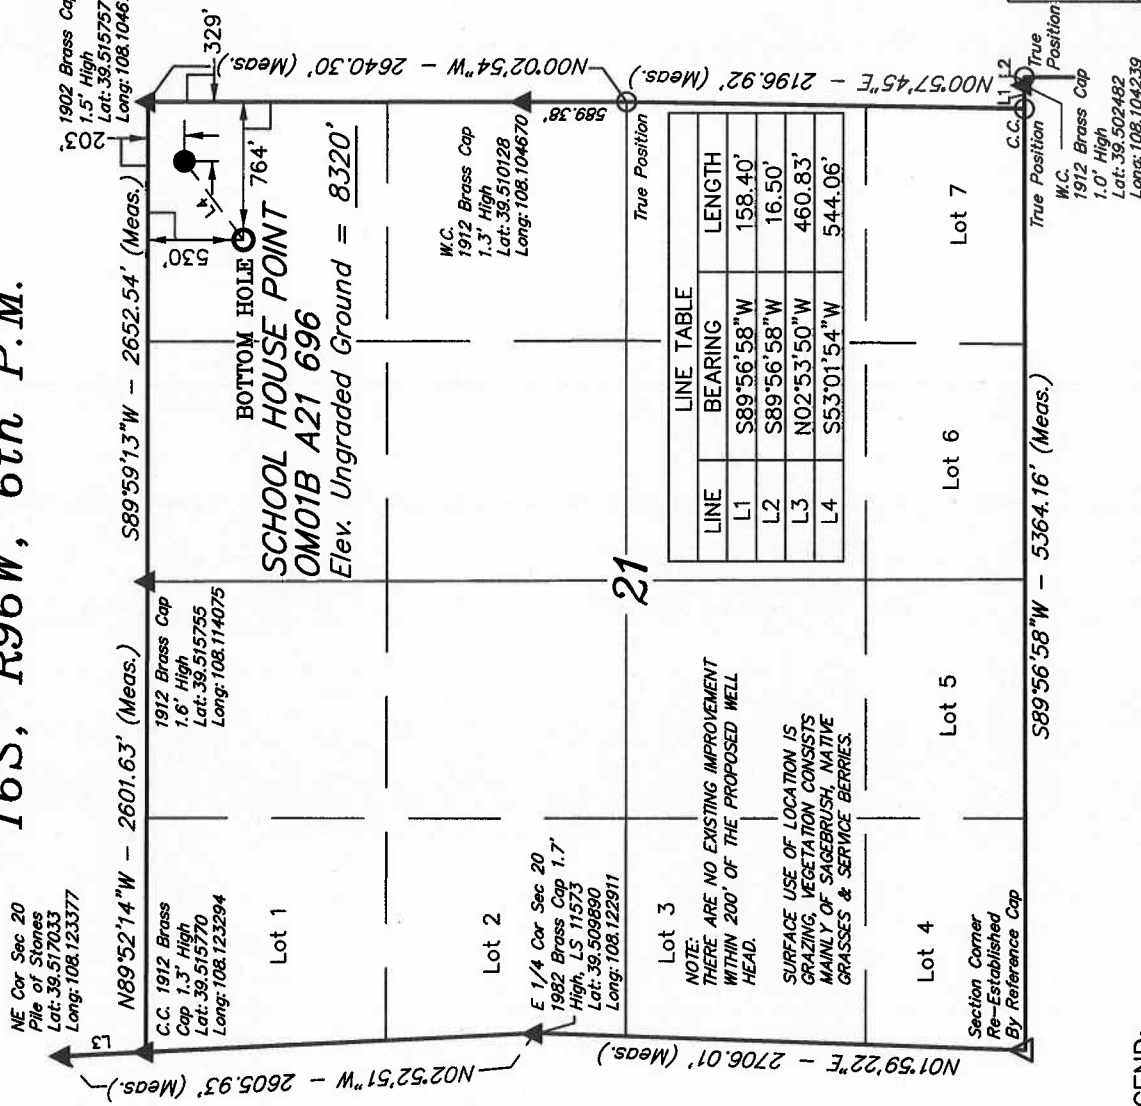 T6S, R96W, 6th P.M.
NE Cor Sec 20
Pile of Stones
Lat: 39.517033
Long: 108.123377
L3
N89°52'14"W - 2601.63' (Meas.)
S89°59'13"W - 2652.54' (Meas.)
203'
1902 Brass Cap
1.5' High
Lat: 39.515757
329'
C.C. 1912 Brass
Cap 1.3' High
Lat: 39.515770
Long: 108.123294
1912 Brass Cap
1.6' High
Lat: 39.515755
Long: 108.114075
530'
L4
764'
BOTTOM HOLE
SCHOOL HOUSE POINT
OM01B A21 696
Elev. Ungraded Ground = 8320'
N00°02'54"W - 2640.30' (Meas.)
Lot 1
N02°52'51"W - 2605.93' (Meas.)
Lot 2
E 1/4 Cor Sec 20
1982 Brass Cap 1.7'
High, LS 11573
Lat: 39.509890
Long: 108.122911
W.C.
1912 Brass Cap
1.3' High
Lat: 39.510128
Long: 108.104670
589.38'
True Position
21
Lot 3
NOTE:
THERE ARE NO EXISTING IMPROVEMENT
WITHIN 200' OF THE PROPOSED WELL
HEAD.
SURFACE USE OF LOCATION IS
GRAZING, VEGETATION CONSISTS
MAINLY OF SAGEBRUSH, NATIVE
GRASSES & SERVICE BERRIES.
LINE TABLE
LINE BEARING LENGTH
L1 S89°56'58"W 158.40'
L2 S89°56'58"W 16.50'
L3 N02°53'50"W 460.83'
L4 S53°01'54"W 544.06'
N00°57'45"E - 2196.92' (Meas.)
N01°59'22"E - 2706.01' (Meas.)
Lot 4
Lot 5
Lot 6
Lot 7
Section Corner
Re-Established
By Reference Cap
S89°56'58"W - 5364.16' (Meas.)
C.C.
L1
L2
True Position
True
Position
W.C.
1912 Brass Cap
1.0' High
Lat: 39.502482
Long: 108.104239